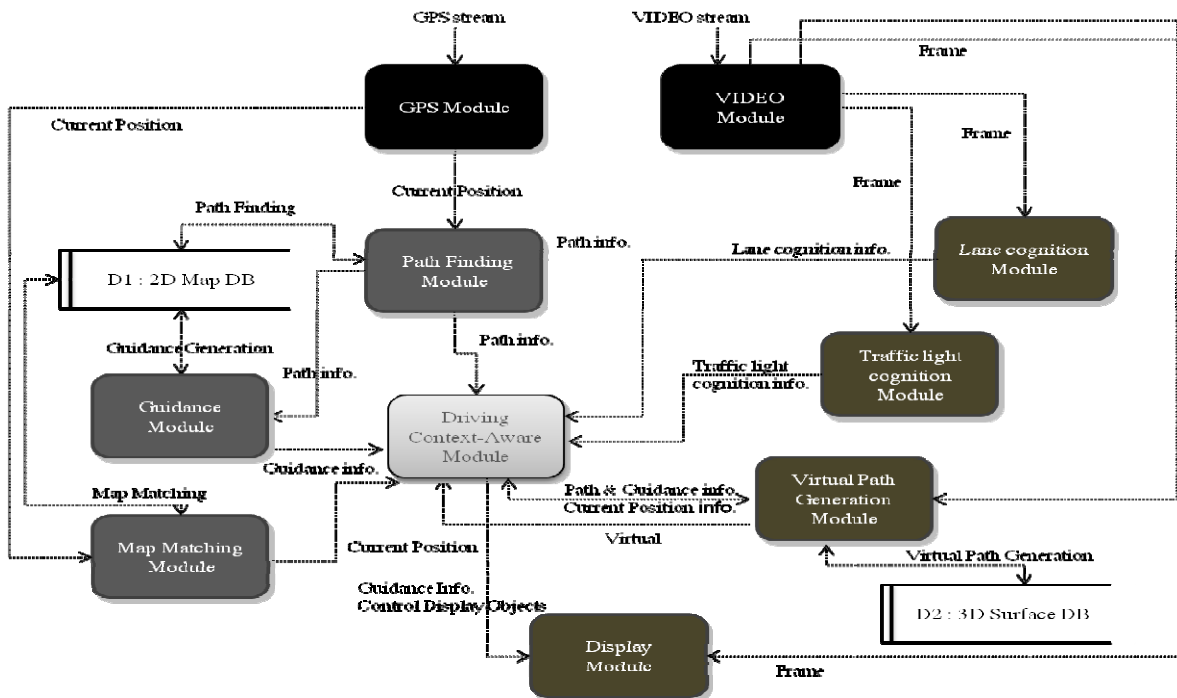 GPS stream
VIDEO stream
Frame
GPS Module
VIDEO
Module
Current Position
Frame
Frame
Current Position
Path Finding
Path info.
Lane cognition info.
Lane cognition
Module
Path Finding
Module
D1 : 2D Map DB
Guidance Generation
Path info.
Path info.
Traffic light
cognition info.
Traffic light
cognition
Module
Guidance
Module
Driving
Context-Aware
Module
Guidance info.
Map Matching
Path & Guidance info.
Current Position info.
Virtual
Virtual Path
Generation
Module
Map Matching
Module
Current Position
Virtual Path Generation
Guidance Info.
Control Display Objects
D2 : 3D Surface DB
Display
Module
Frame